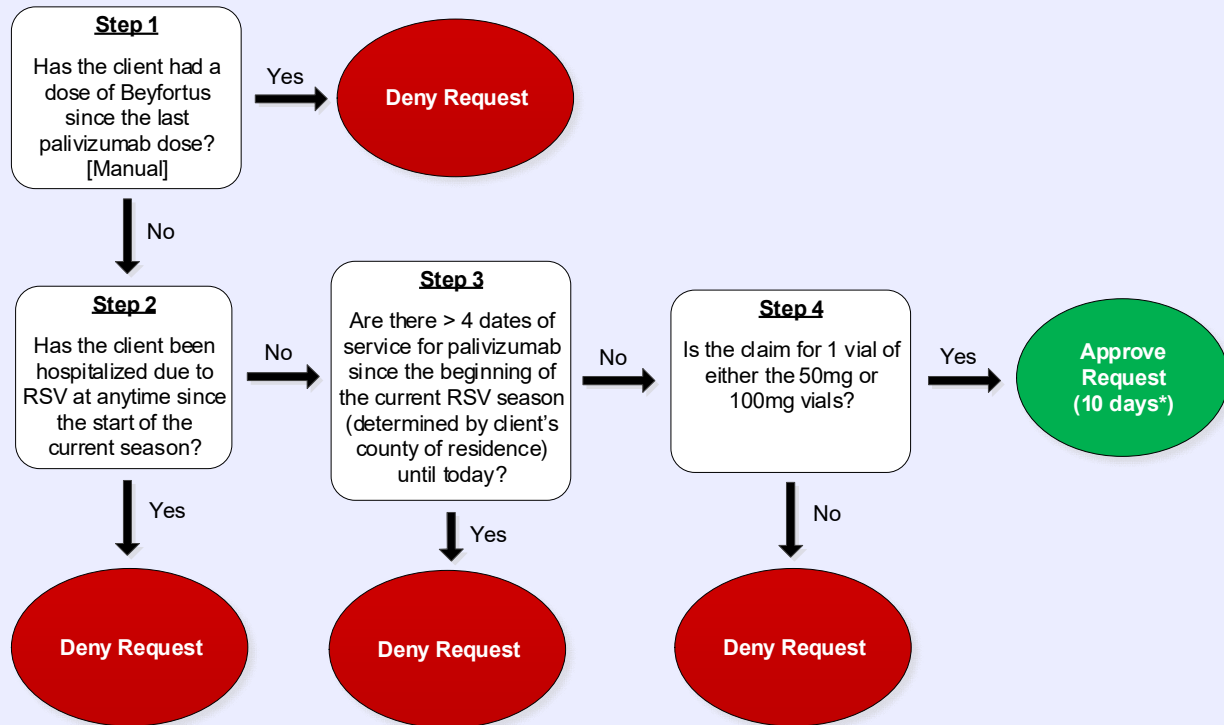 Step 1
Has the client had a
dose of Beyfortus
since the last
palivizumab dose?
[Manual]
Yes
Deny Request
No
Step 2
Has the client been
hospitalized due to
RSV at anytime since
the start of the
current season?
No
Step 3
Are there > 4 dates of
service for palivizumab
since the beginning of
the current RSV season
(determined by client's
county of residence)
until today?
No
Step 4
Is the claim for 1 vial of
either the 50mg or
100mg vials?
Yes
Approve
Request
(10 days*)
Yes
Yes
No
Deny Request
Deny Request
Deny Request